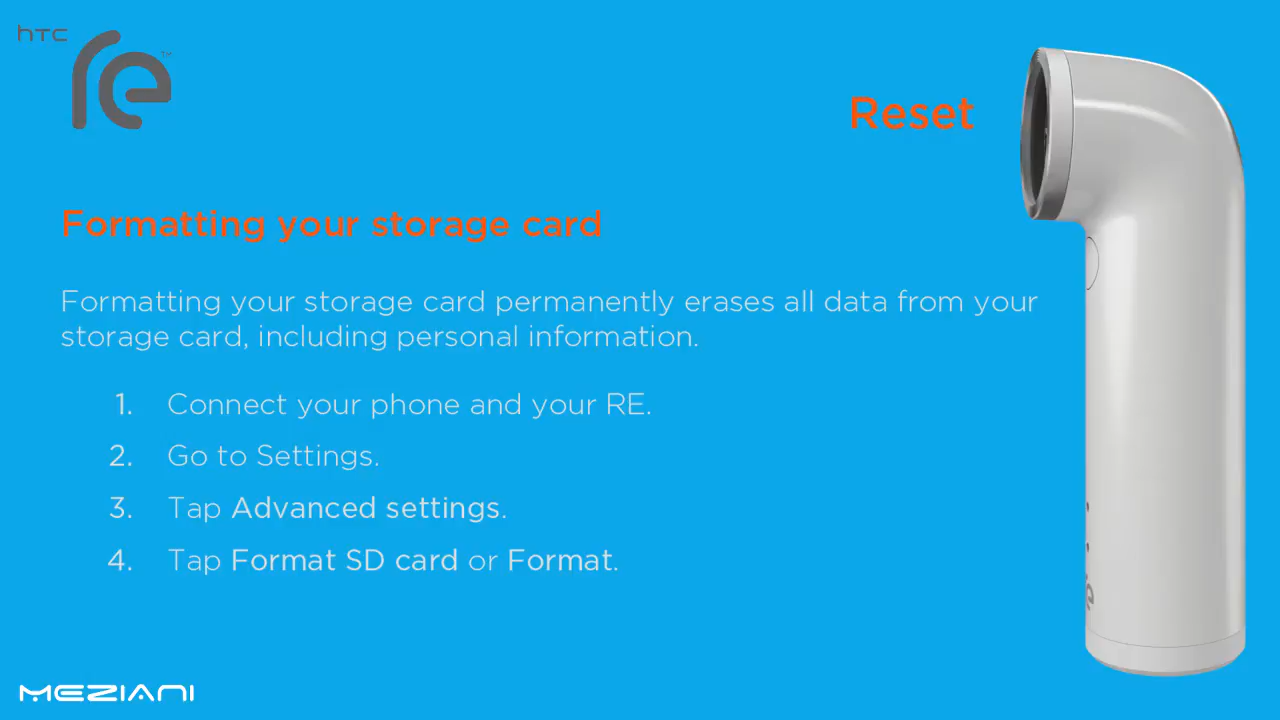 htc
re™
Reset
Formatting your storage card
Formatting your storage card permanently erases all data from your
storage card, including personal information.
1. Connect your phone and your RE.
2. Go to Settings.
3. Tap Advanced settings.
4. Tap Format SD card or Format.
re
MEZIANI